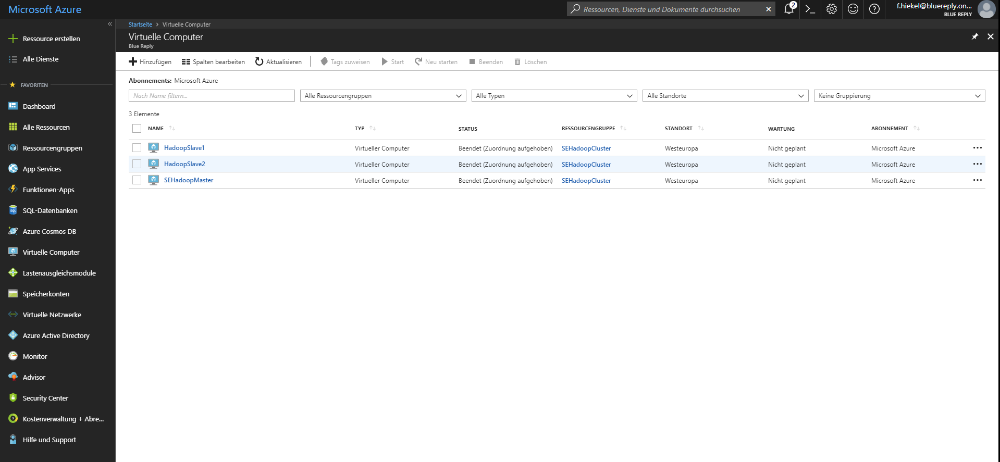 Microsoft Azure
Ressourcen, Dienste und Dokumente durchsuchen
2
f.hiekel@bluereply.on...
BLUE REPLY
Ressource erstellen
Alle Dienste
FAVORITEN
Dashboard
Alle Ressourcen
Ressourcengruppen
App Services
Funktionen-Apps
SQL-Datenbanken
Azure Cosmos DB
Virtuelle Computer
Lastenausgleichsmodule
Speicherkonten
Virtuelle Netzwerke
Azure Active Directory
Monitor
Advisor
Security Center
Kostenverwaltung + Abre...
Hilfe und Support
Startseite > Virtuelle Computer
Virtuelle Computer
Blue Reply
Hinzufügen Spalten bearbeiten Aktualisieren Tags zuweisen Start Neu starten Beenden Löschen
Abonnements: Microsoft Azure
Nach Name filtern... Alle Ressourcengruppen Alle Typen Alle Standorte Keine Gruppierung
3 Elemente
NAME TYP STATUS RESSOURCENGRUPPE STANDORT WARTUNG ABONNEMENT
HadoopSlave1 Virtueller Computer Beendet (Zuordnung aufgehoben) SEHadoopCluster Westeuropa Nicht geplant Microsoft Azure
HadoopSlave2 Virtueller Computer Beendet (Zuordnung aufgehoben) SEHadoopCluster Westeuropa Nicht geplant Microsoft Azure
SEHadoopMaster Virtueller Computer Beendet (Zuordnung aufgehoben) SEHadoopCluster Westeuropa Nicht geplant Microsoft Azure